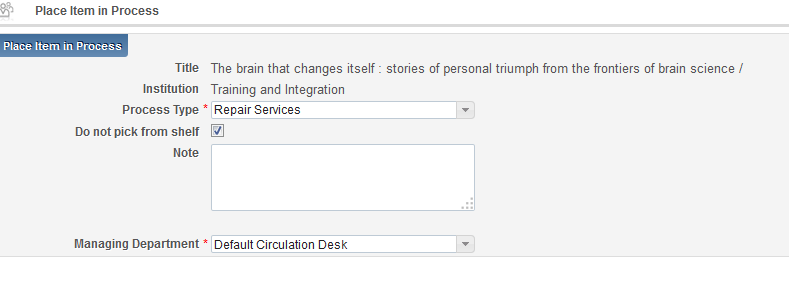 Place Item in Process
Place Item in Process
Title The brain that changes itself : stories of personal triumph from the frontiers of brain science /
Institution Training and Integration
Process Type * Repair Services
Do not pick from shelf
Note
Managing Department * Default Circulation Desk